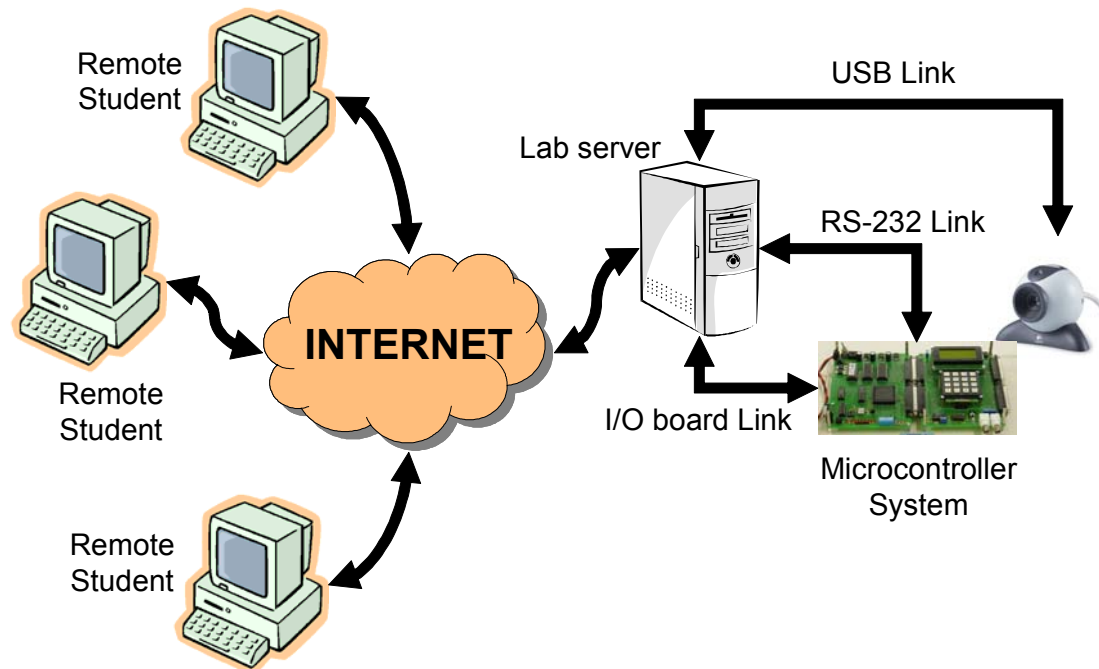 Remote
Student
USB Link
Lab server
RS-232 Link
INTERNET
Remote
Student
I/O board Link
Microcontroller
System
Remote
Student